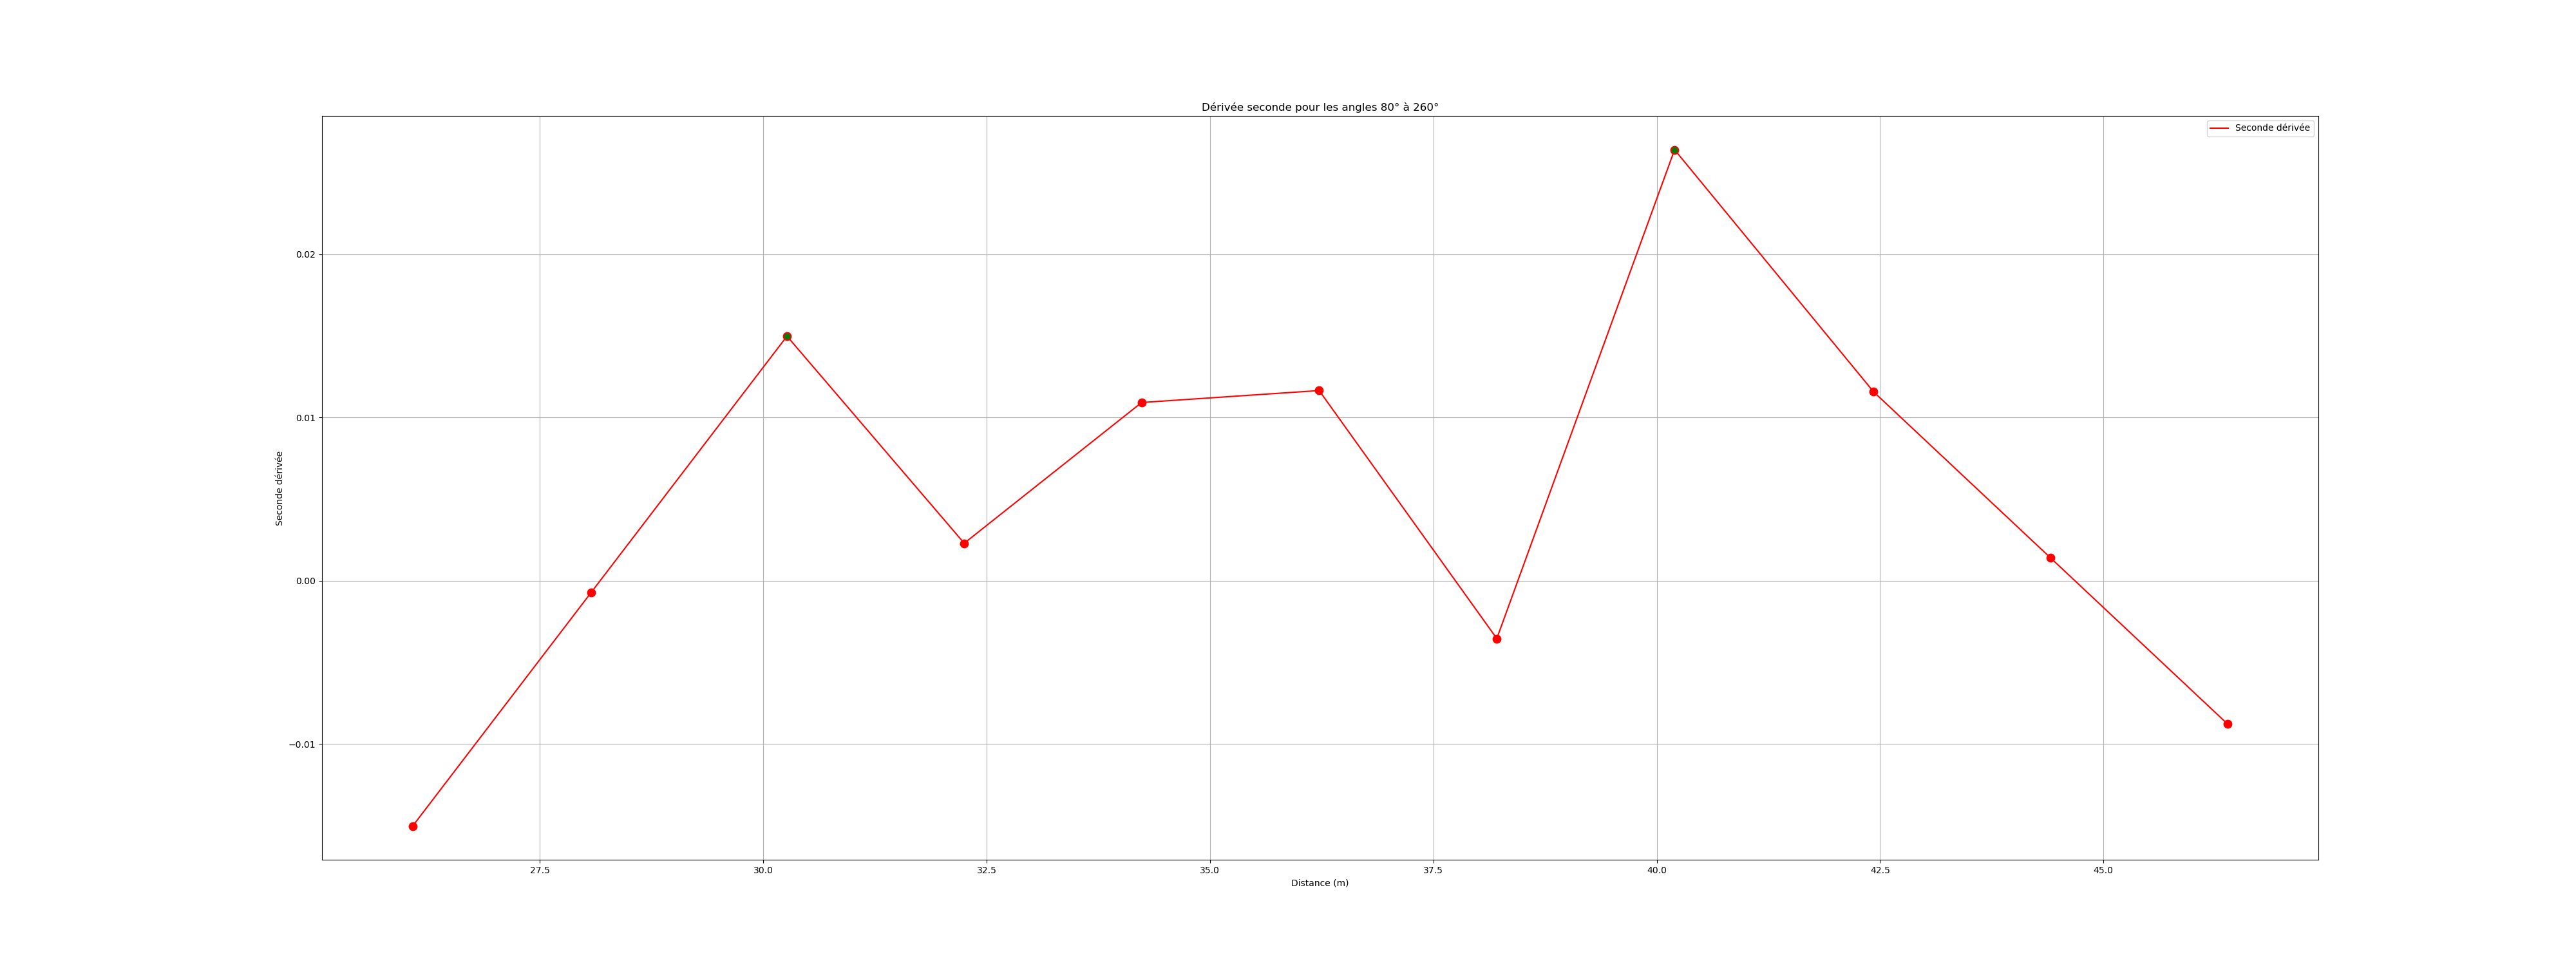 Dérivée seconde pour les angles 80° à 260°
Seconde dérivée
0.02
0.01
0.00
−0.01
Seconde dérivée
27.5 30.0 32.5 35.0 37.5 40.0 42.5 45.0
Distance (m)